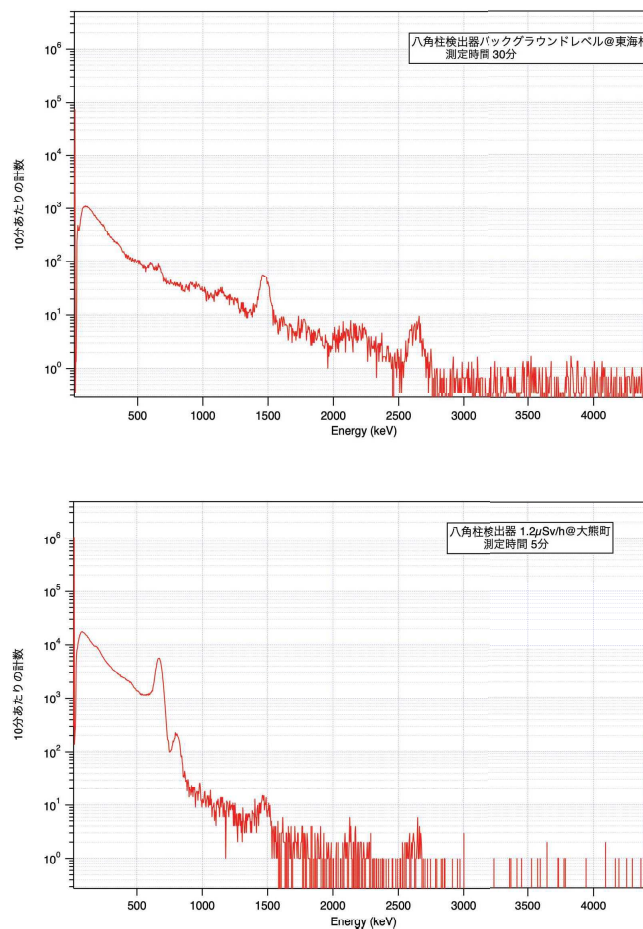 八角柱検出器バックグラウンドレベル@東海村
測定時間 30分
10分あたりの計数
10⁶
10⁵
10⁴
10³
10²
10¹
10⁰
500 1000 1500 2000 2500 3000 3500 4000
Energy (keV)
八角柱検出器 1.2µSv/h@大熊町
測定時間 5分
10分あたりの計数
10⁶
10⁵
10⁴
10³
10²
10¹
10⁰
500 1000 1500 2000 2500 3000 3500 4000
Energy (keV)